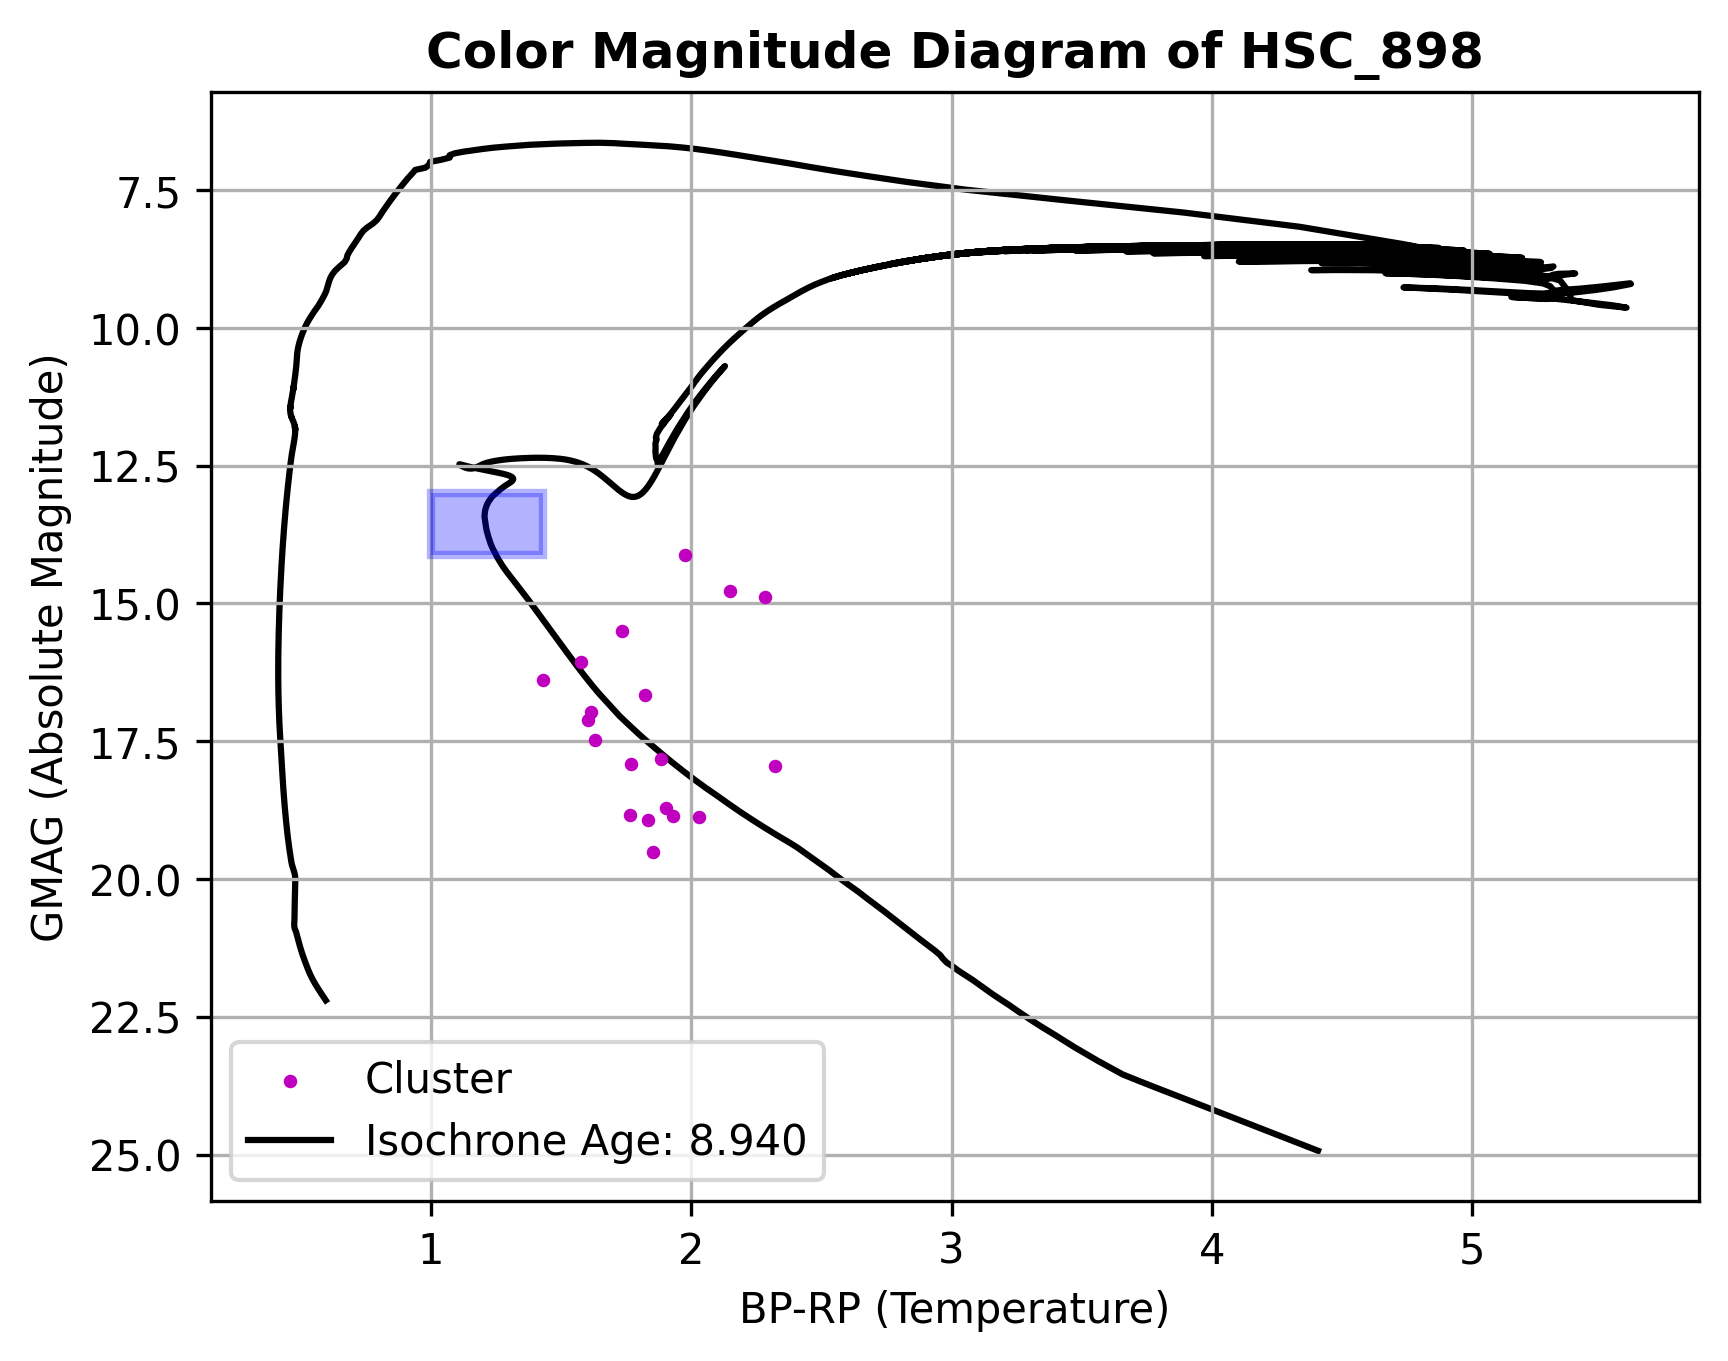 Color Magnitude Diagram of HSC_898
GMAG (Absolute Magnitude)
7.5
10.0
12.5
15.0
17.5
20.0
22.5
25.0
Cluster
Isochrone Age: 8.940
1
2
3
4
5
BP-RP (Temperature)